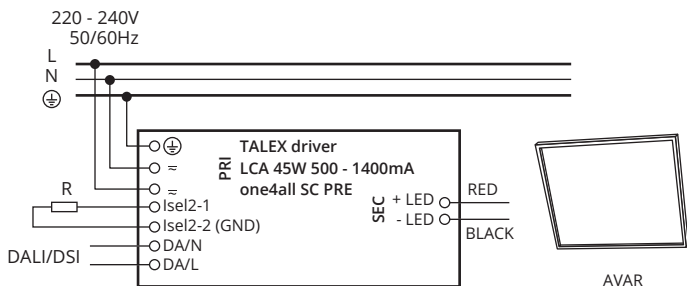 220 - 240V
50/60Hz
L
N
TALEX driver
PRI
LCA 45W 500 - 1400mA
one4all SC PRE
R
Isel2-1
Isel2-2 (GND)
DALI/DSI
DA/N
DA/L
SEC
+ LED
- LED
RED
BLACK
AVAR